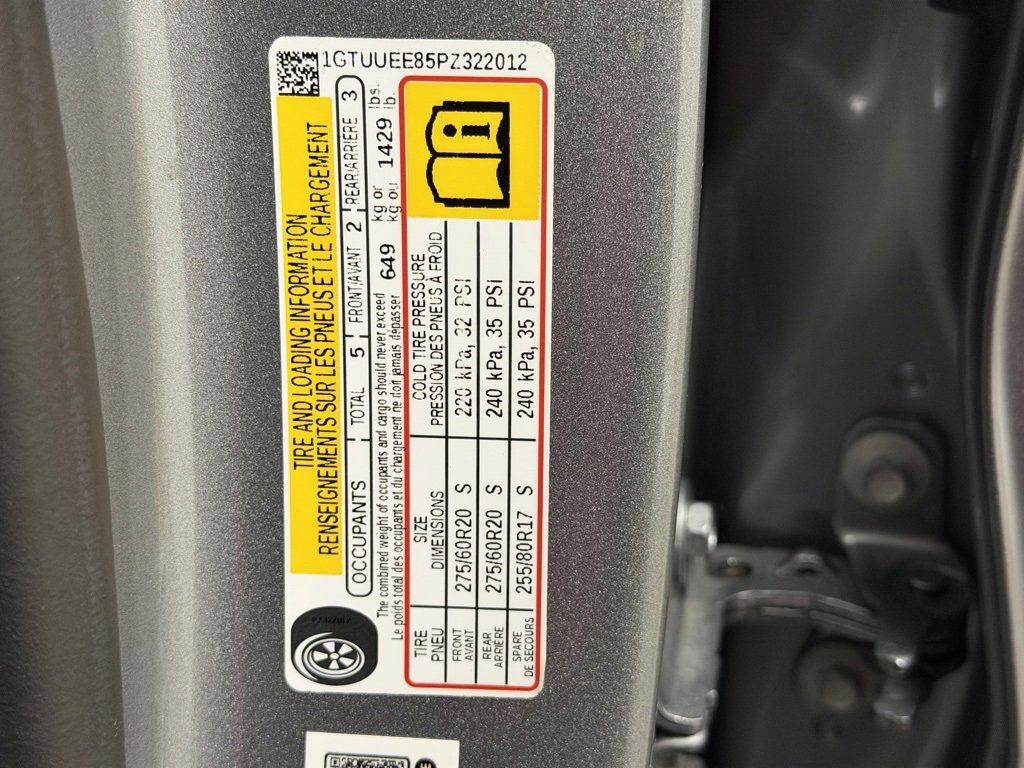 1GTUUEE85PZ322012
TIRE AND LOADING INFORMATION
RENSEIGNEMENTS SUR LES PNEUS ET LE CHARGEMENT
OCCUPANTS TOTAL 5 FRONT/AVANT 2 REAR/ARRIERE 3
The combined weight of occupants and cargo should never exceed 649 kg or 1429 lbs.
Le poids total des occupants et du chargement ne doit jamais dépasser kg ou lb.
TIRE SIZE COLD TIRE PRESSURE
PNEU DIMENSIONS PRESSION DES PNEUS À FROID
FRONT AVANT 275/60R20 S 220 kPa, 32 PSI
REAR ARRIÈRE 275/60R20 S 240 kPa, 35 PSI
SPARE DE SECOURS 255/80R17 S 240 kPa, 35 PSI
PZ322012